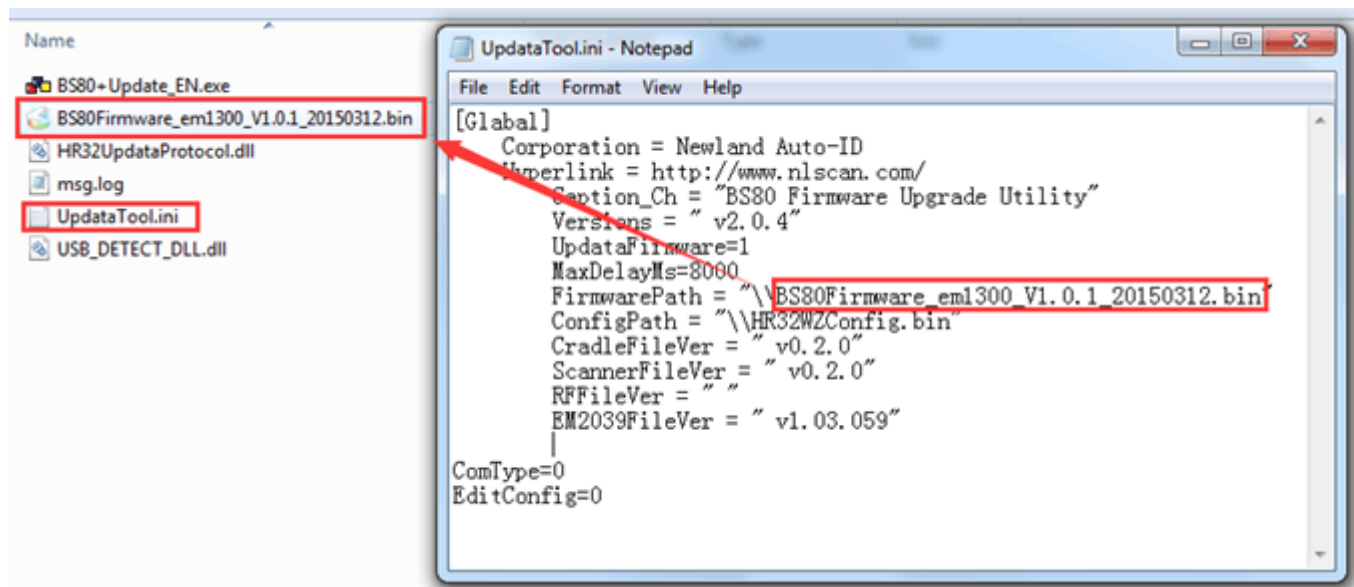 Name
BS80+Update_EN.exe
BS80Firmware_em1300_V1.0.1_20150312.bin
HR32UpdataProtocol.dll
msg.log
UpdataTool.ini
USB_DETECT_DLL.dll
UpdataTool.ini - Notepad
File Edit Format View Help
[Glabal]
Corporation = Newland Auto-ID
Hyperlink = http://www.nlscan.com/
Caption_Ch = "BS80 Firmware Upgrade Utility"
Versions = " v2.0.4"
UpdataFirmware=1
MaxDelayMs=8000
FirmwarePath = "\\BS80Firmware_em1300_V1.0.1_20150312.bin"
ConfigPath = "\\HR32WZConfig.bin"
CradleFileVer = " v0.2.0"
ScannerFileVer = " v0.2.0"
RFFileVer = " "
EM2039FileVer = " v1.03.059"
ComType=0
EditConfig=0